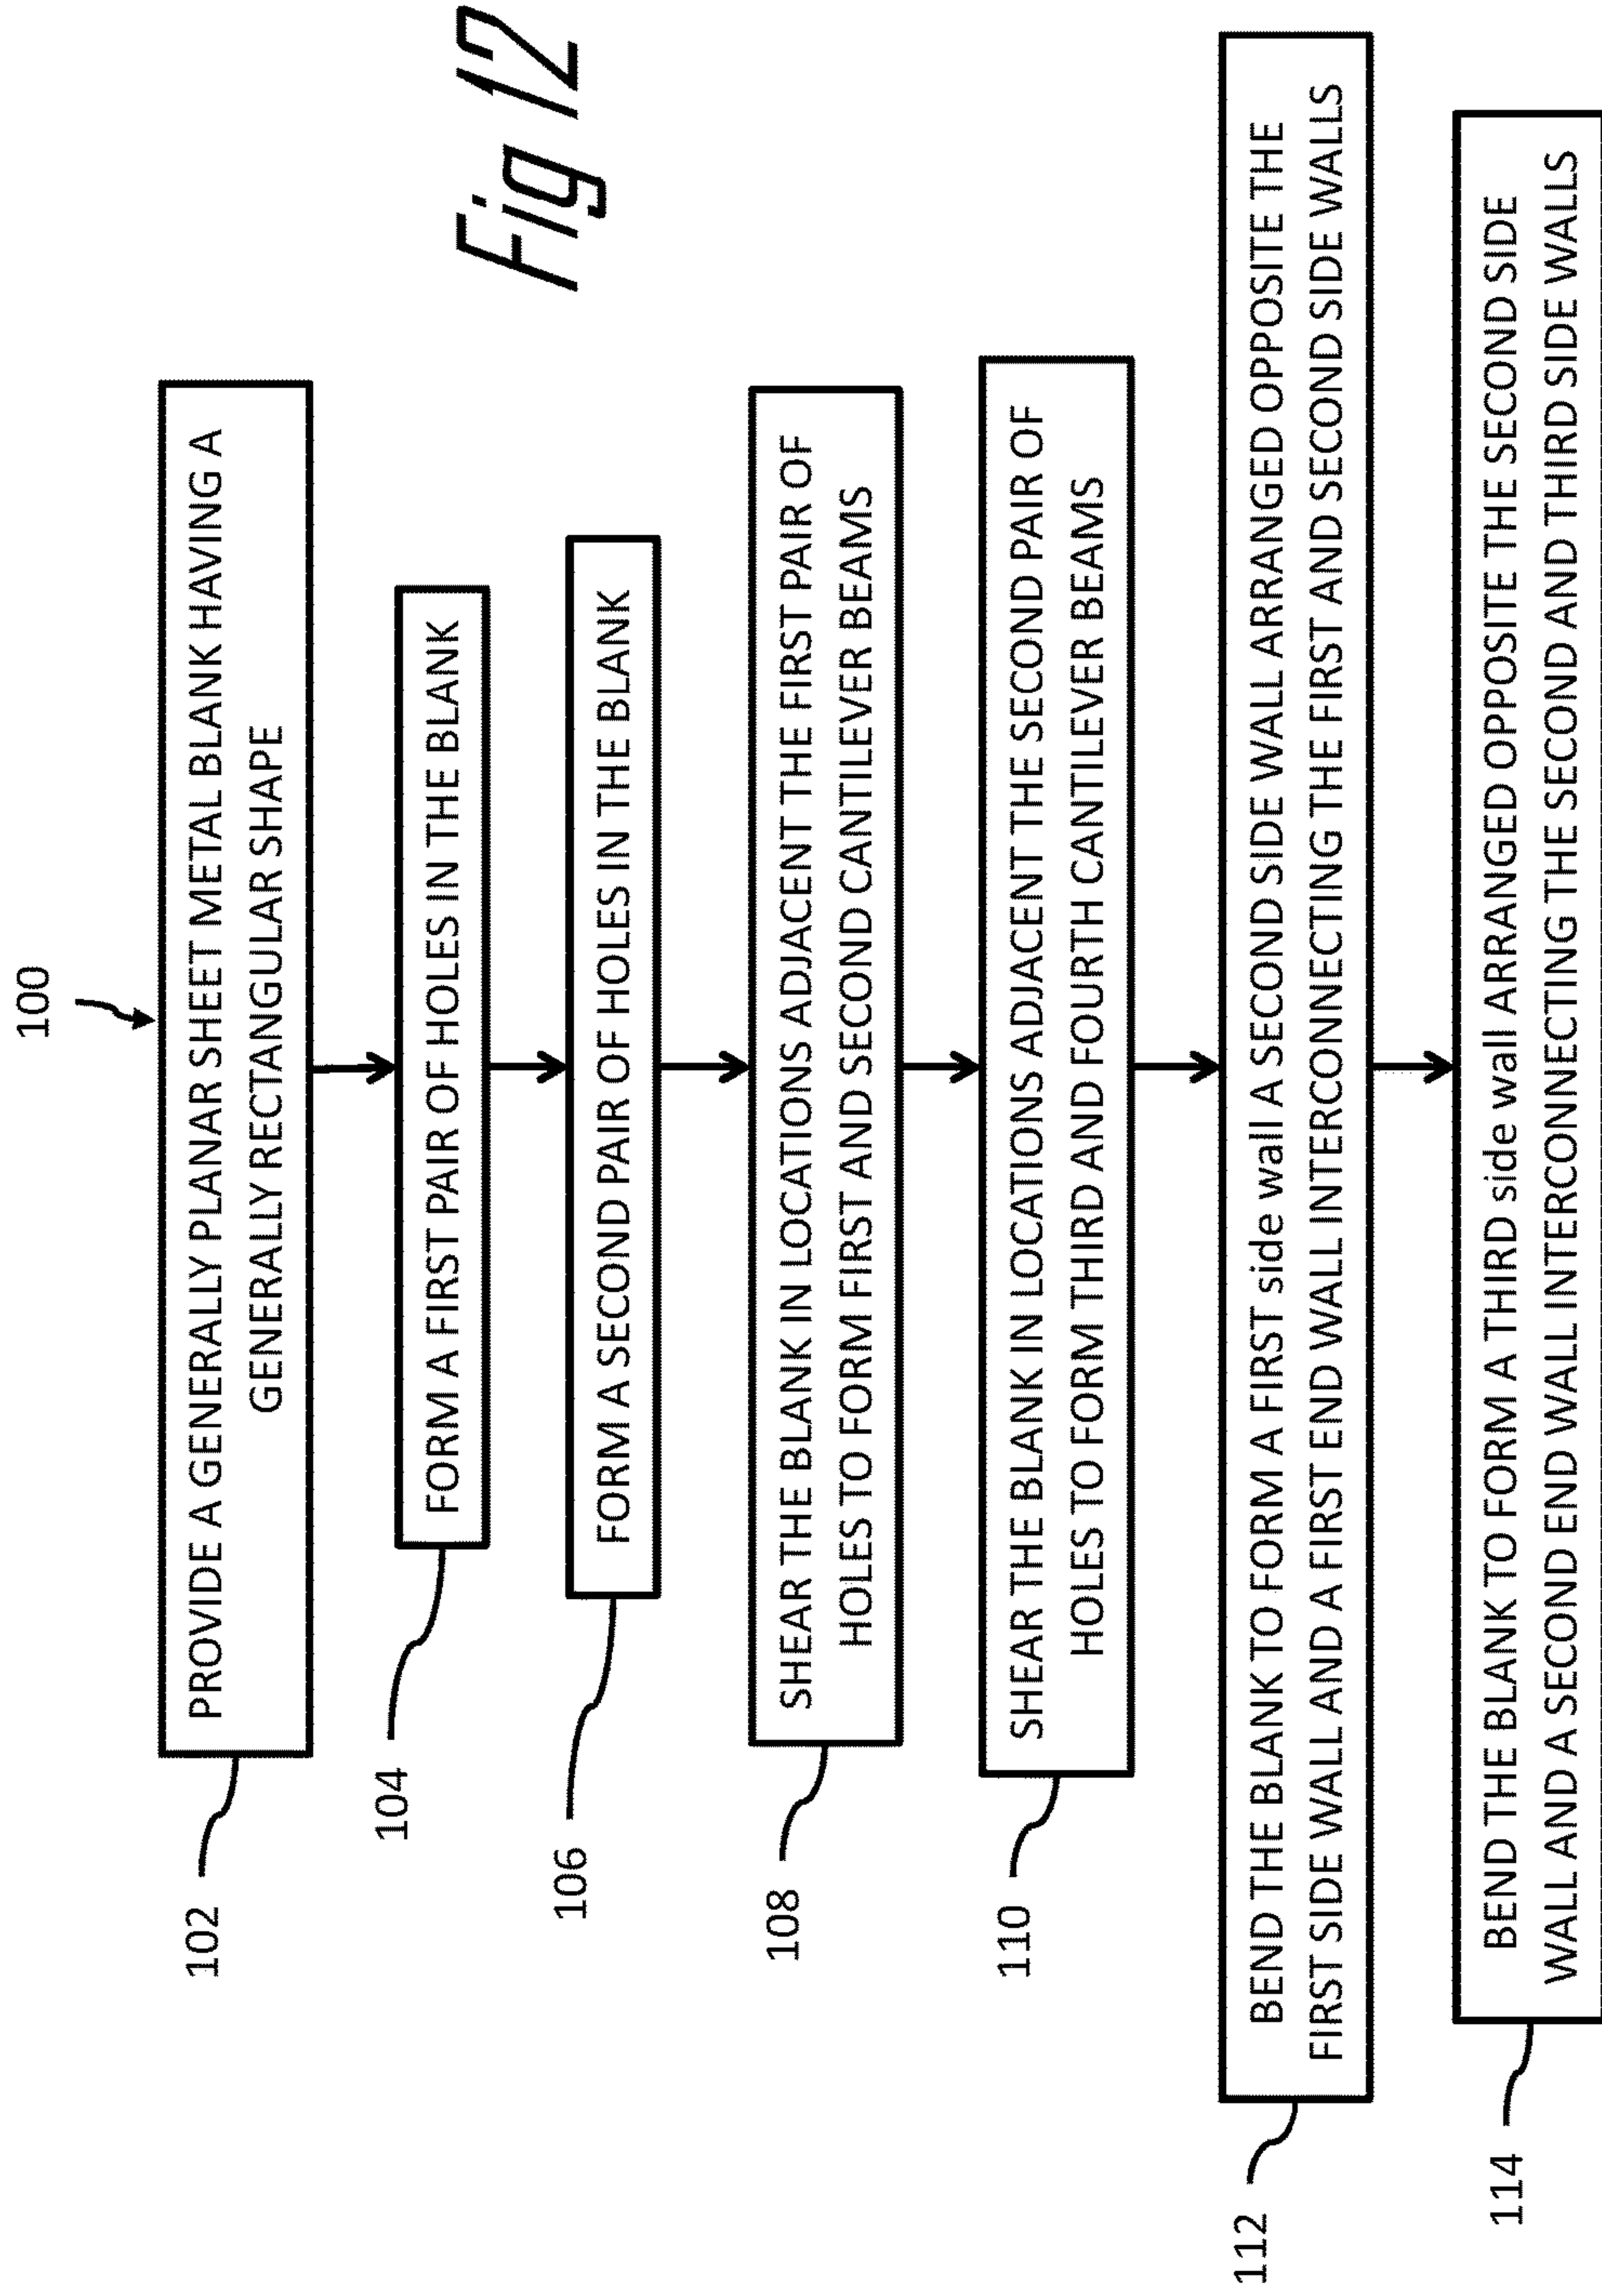 100
Fig 12
102
PROVIDE A GENERALLY PLANAR SHEET METAL BLANK HAVING A
GENERALLY RECTANGULAR SHAPE
104
FORM A FIRST PAIR OF HOLES IN THE BLANK
106
FORM A SECOND PAIR OF HOLES IN THE BLANK
108
SHEAR THE BLANK IN LOCATIONS ADJACENT THE FIRST PAIR OF
HOLES TO FORM FIRST AND SECOND CANTILEVER BEAMS
110
SHEAR THE BLANK IN LOCATIONS ADJACENT THE SECOND PAIR OF
HOLES TO FORM THIRD AND FOURTH CANTILEVER BEAMS
112
BEND THE BLANK TO FORM A FIRST side wall A SECOND SIDE WALL ARRANGED OPPOSITE THE
FIRST SIDE WALL AND A FIRST END WALL INTERCONNECTING THE FIRST AND SECOND SIDE WALLS
114
BEND THE BLANK TO FORM A THIRD side wall ARRANGED OPPOSITE THE SECOND SIDE
WALL AND A SECOND END WALL INTERCONNECTING THE SECOND AND THIRD SIDE WALLS